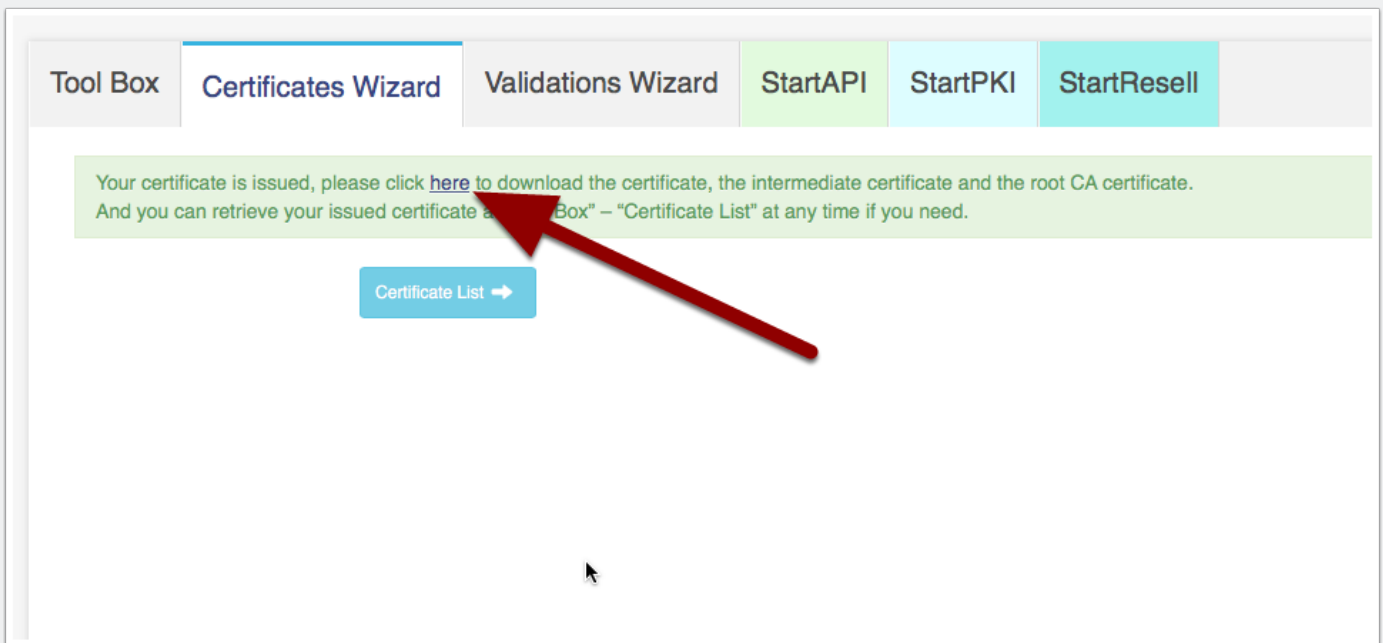 Tool Box
Certificates Wizard
Validations Wizard
StartAPI
StartPKI
StartResell
Your certificate is issued, please click here to download the certificate, the intermediate certificate and the root CA certificate.
And you can retrieve your issued certificate Box” – “Certificate List” at any time if you need.
Certificate List